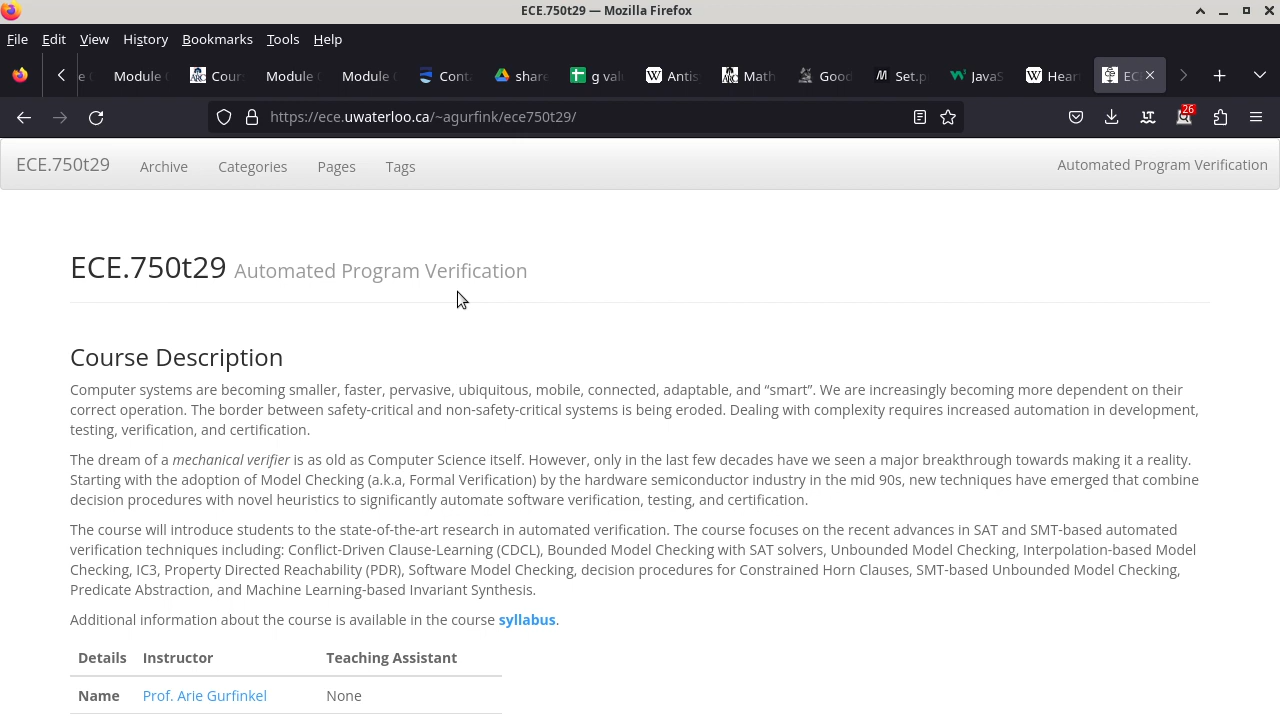 ECE.750t29 — Mozilla Firefox
File Edit View History Bookmarks Tools Help
Module Cour Module Module Cont share g val Antis Math Goo Set.p JavaS Hear EC
https://ece.uwaterloo.ca/~agurfink/ece750t29/ 26
ECE.750t29 Archive Categories Pages Tags Automated Program Verification
ECE.750t29 Automated Program Verification
Course Description
Computer systems are becoming smaller, faster, pervasive, ubiquitous, mobile, connected, adaptable, and “smart”. We are increasingly becoming more dependent on their
correct operation. The border between safety-critical and non-safety-critical systems is being eroded. Dealing with complexity requires increased automation in development,
testing, verification, and certification.
The dream of a mechanical verifier is as old as Computer Science itself. However, only in the last few decades have we seen a major breakthrough towards making it a reality.
Starting with the adoption of Model Checking (a.k.a, Formal Verification) by the hardware semiconductor industry in the mid 90s, new techniques have emerged that combine
decision procedures with novel heuristics to significantly automate software verification, testing, and certification.
The course will introduce students to the state-of-the-art research in automated verification. The course focuses on the recent advances in SAT and SMT-based automated
verification techniques including: Conflict-Driven Clause-Learning (CDCL), Bounded Model Checking with SAT solvers, Unbounded Model Checking, Interpolation-based Model
Checking, IC3, Property Directed Reachability (PDR), Software Model Checking, decision procedures for Constrained Horn Clauses, SMT-based Unbounded Model Checking,
Predicate Abstraction, and Machine Learning-based Invariant Synthesis.
Additional information about the course is available in the course syllabus.
Details Instructor Teaching Assistant
Name Prof. Arie Gurfinkel None